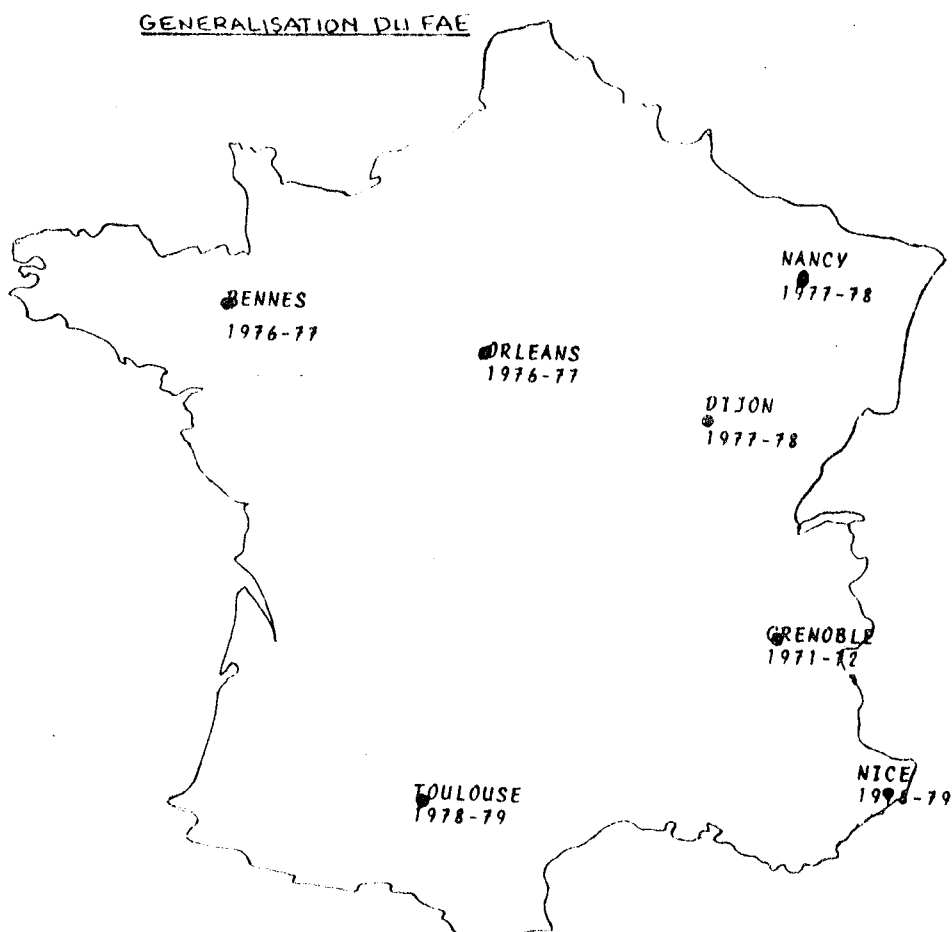 GENERALISATION DU FAE
NANCY
1977-78
RENNES
1976-77
ORLEANS
1976-77
DIJON
1977-78
GRENOBLE
1971-72
NICE
1978-79
TOULOUSE
1978-79